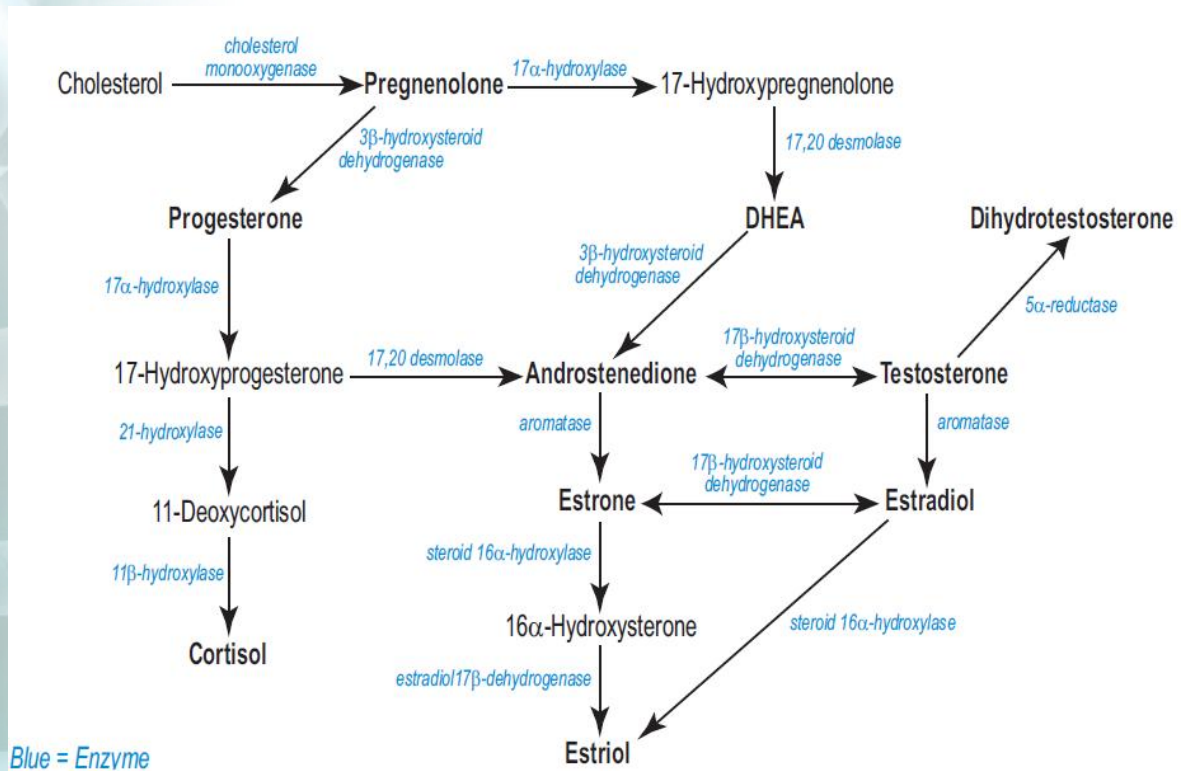 cholesterol
monooxygenase
Cholesterol
Pregnenolone
17α-hydroxylase
17-Hydroxypregnenolone
3β-hydroxysteroid
dehydrogenase
17,20 desmolase
Progesterone
DHEA
Dihydrotestosterone
3β-hydroxysteroid
dehydrogenase
17α-hydroxylase
5α-reductase
17-Hydroxyprogesterone
17,20 desmolase
Androstenedione
17β-hydroxysteroid
dehydrogenase
Testosterone
21-hydroxylase
aromatase
aromatase
11-Deoxycortisol
Estrone
17β-hydroxysteroid
dehydrogenase
Estradiol
11β-hydroxylase
steroid 16α-hydroxylase
Cortisol
16α-Hydroxysterone
steroid 16α-hydroxylase
estradiol17β-dehydrogenase
Estriol
Blue = Enzyme